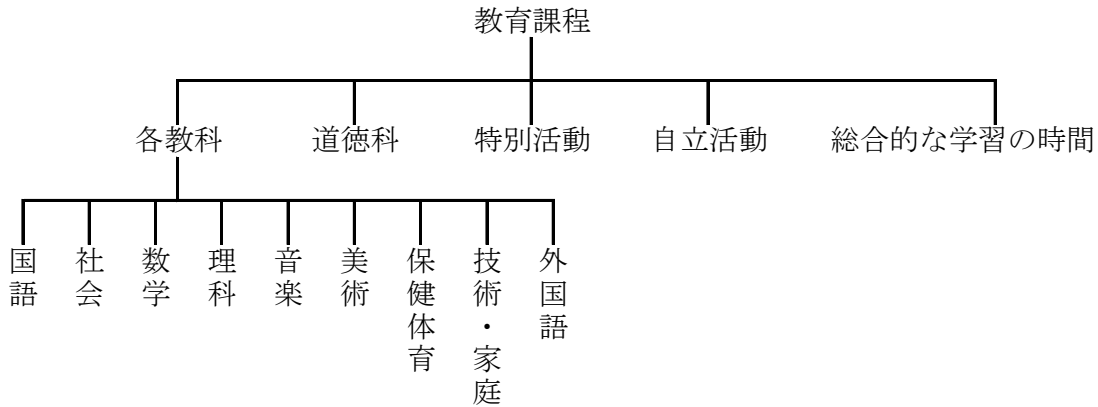 教育課程
各教科
道徳科
特別活動
自立活動
総合的な学習の時間
国語
社会
数学
理科
音楽
美術
保健体育
技術・家庭
外国語